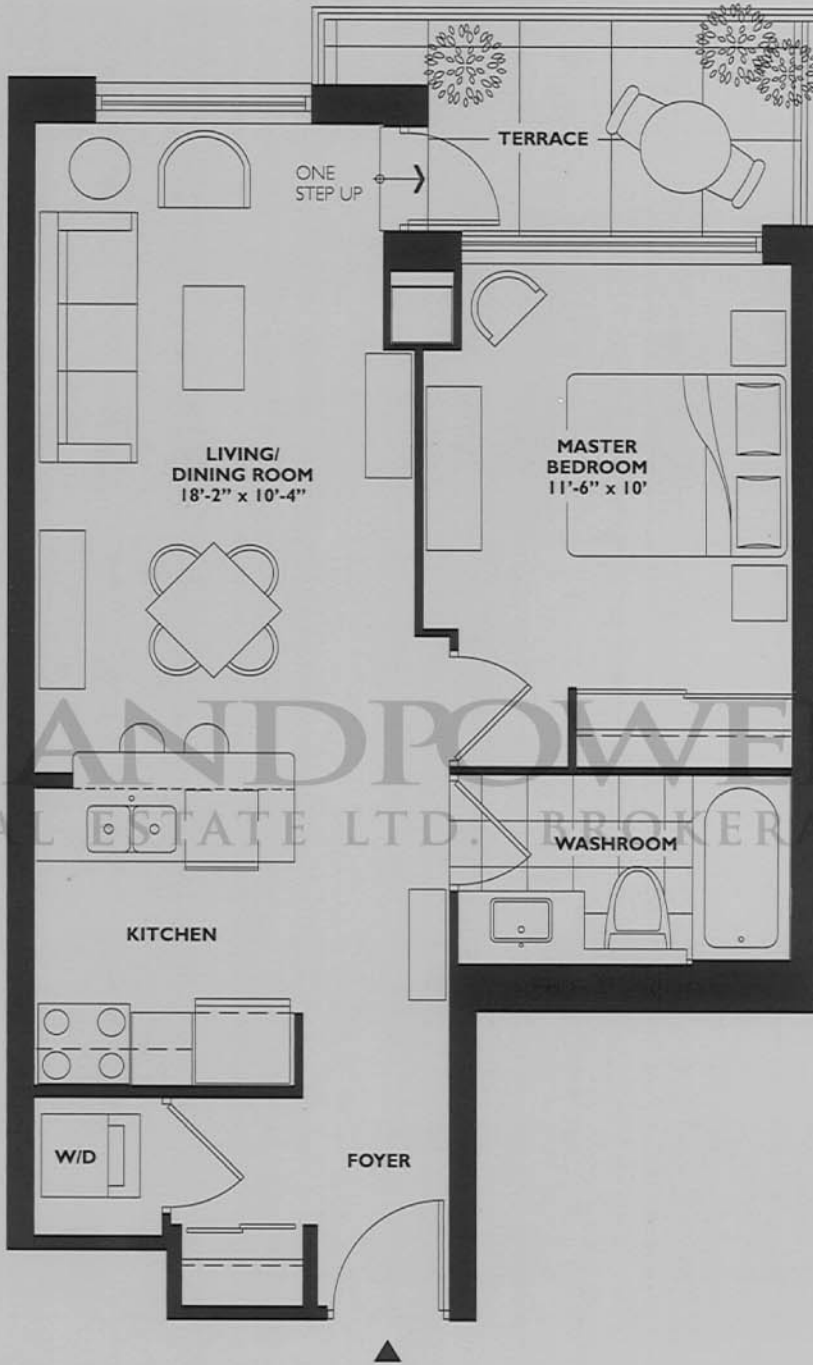 TERRACE
ONE
STEP UP
LIVING/
DINING ROOM
18'-2" x 10'-4"
MASTER
BEDROOM
11'-6" x 10'
ANDPOWE
AL ESTATE LTD. BROKERA
WASHROOM
KITCHEN
W/D
FOYER